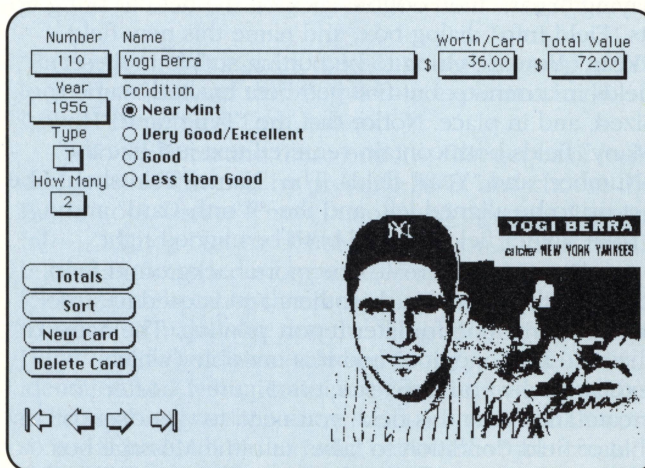 Number Name Worth/Card Total Value
110 Yogi Berra $ 36.00 $ 72.00
Year Condition
1956 Near Mint
Type Very Good/Excellent
T Good
How Many Less than Good
2
NY
YOGI BERRA
catcher NEW YORK YANKEES
Totals
Sort
New Card
Delete Card
Yogi Berra